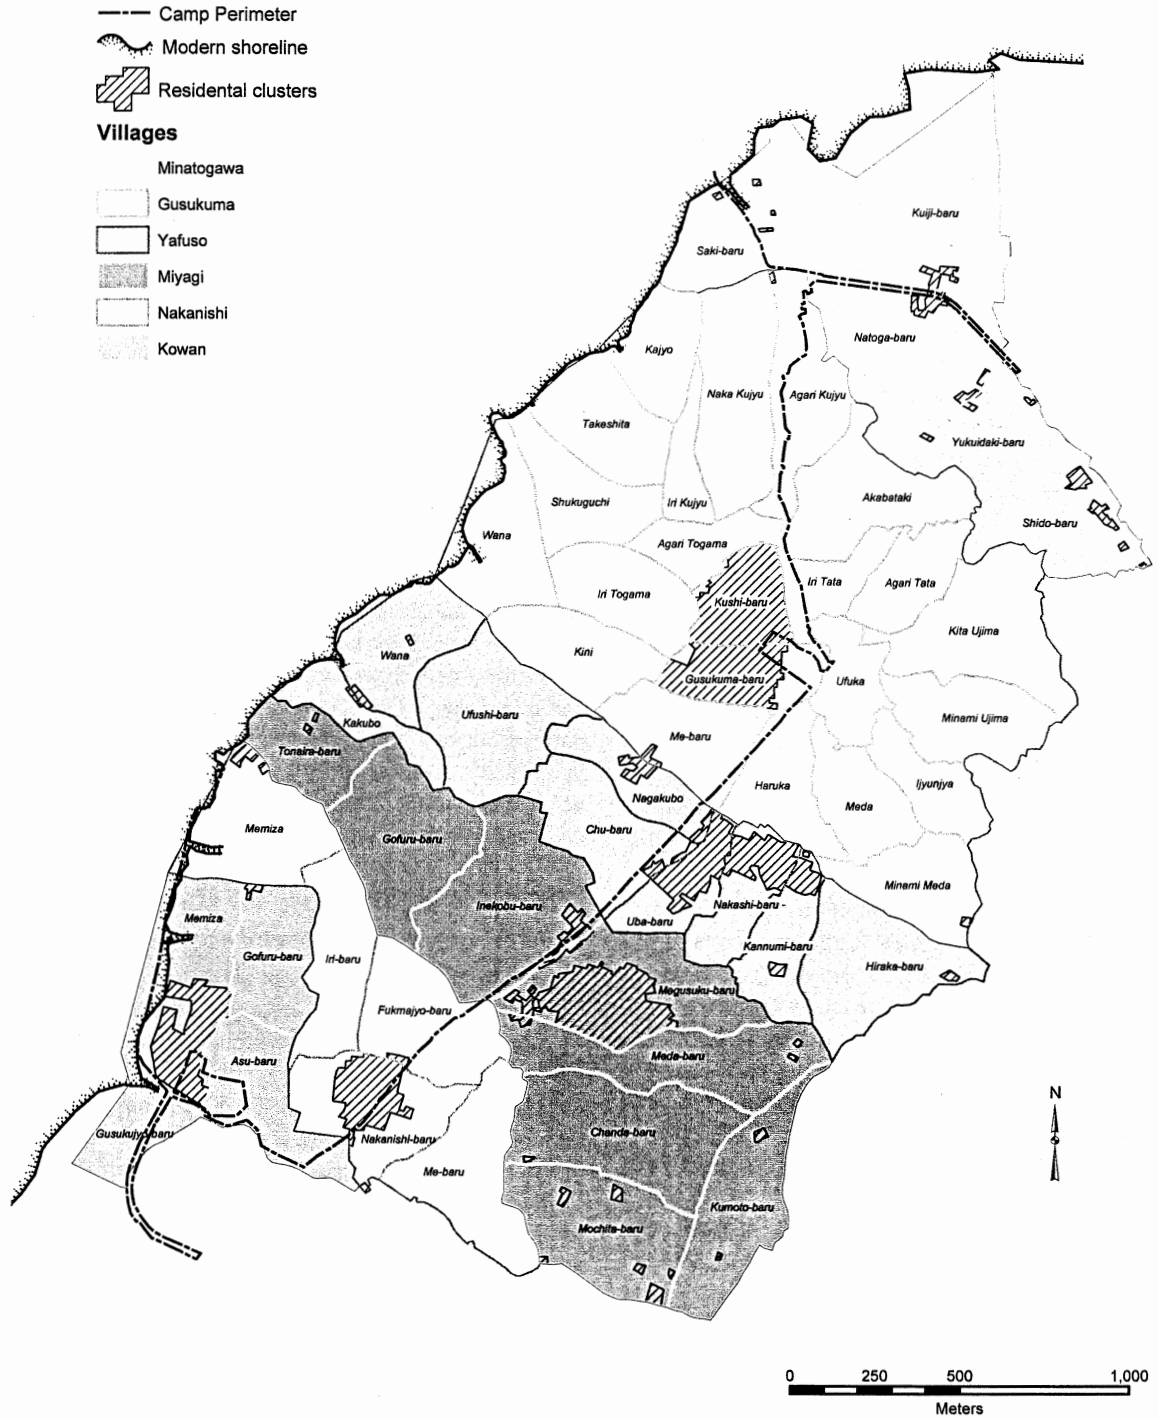 Camp Perimeter
Modern shoreline
Residental clusters
Villages
Minatogawa
Gusukuma
Yafuso
Miyagi
Nakanishi
Kowan
Kuiji-baru
Saki-baru
Natoga-baru
Kajyo
Naka Kujyu
Agari Kujyu
Takeshita
Yukuidaki-baru
Akabataki
Shukuguchi
Iri Kujyu
Shido-baru
Wana
Agari Togama
Iri Tata
Agari Tata
Iri Togama
Kushi-baru
Kita Ujima
Kini
Wana
Gusukuma-baru
Ufuka
Ufushi-baru
Minami Ujima
Kakubo
Me-baru
Tonaira-baru
Ijyunjya
Haruka
Nagakubo
Meda
Memiza
Chu-baru
Gofuru-baru
Minami Meda
Inekobu-baru
Nakashi-baru -
Memiza
Uba-baru
Kannumi-baru
Gofuru-baru
Iri-baru
Hiraka-baru
Megusuku-baru
Fukmajyo-baru
Meda-baru
Asu-baru
N
Gusukujyo-baru
Chanda-baru
Nakanishi-baru
Me-baru
Kumoto-baru
Mochita-baru
0 250 500 1,000
Meters